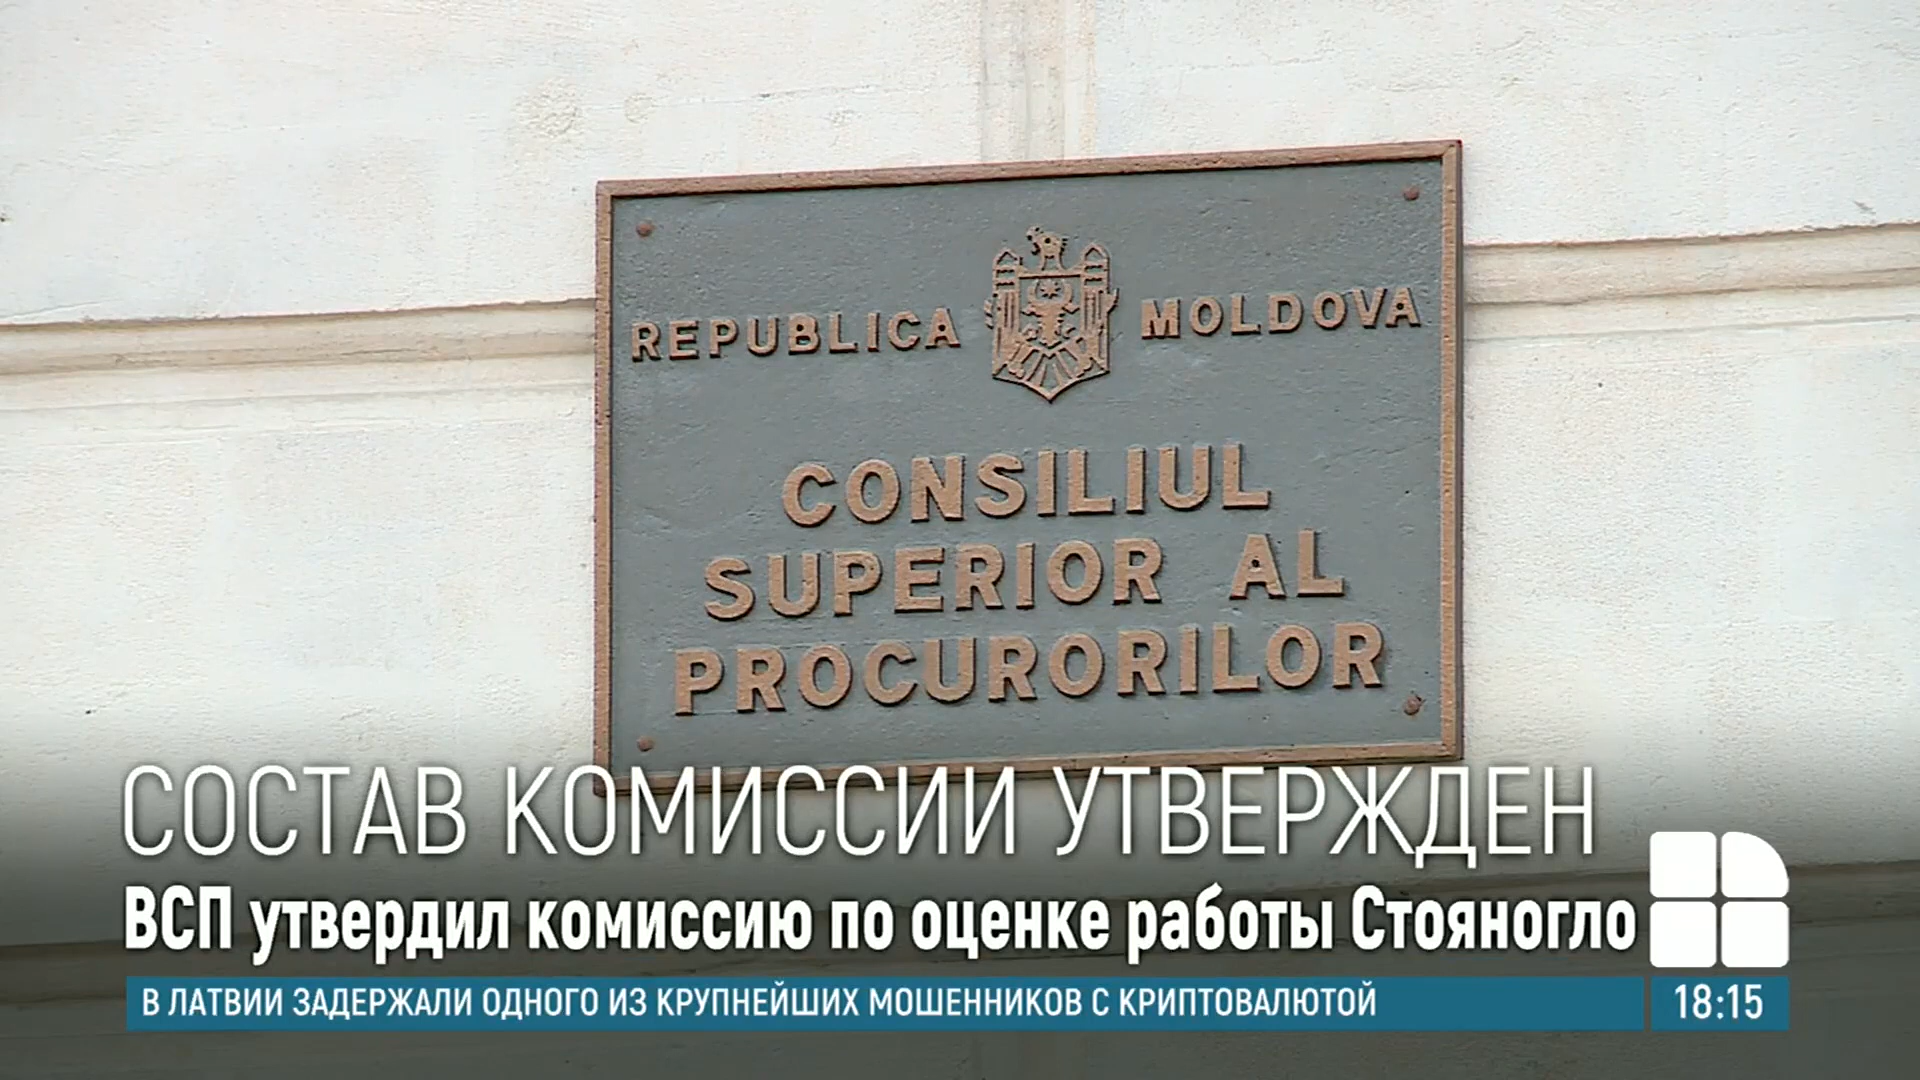 REPUBLICA MOLDOVA
CONSILIUL
SUPERIOR AL
PROCURORILOR
СОСТАВ КОМИССИИ УТВЕРЖДЕН
ВСП утвердил комиссию по оценке работы Стояногло
В ЛАТВИИ ЗАДЕРЖАЛИ ОДНОГО ИЗ КРУПНЕЙШИХ МОШЕННИКОВ С КРИПТОВАЛЮТОЙ 18:15